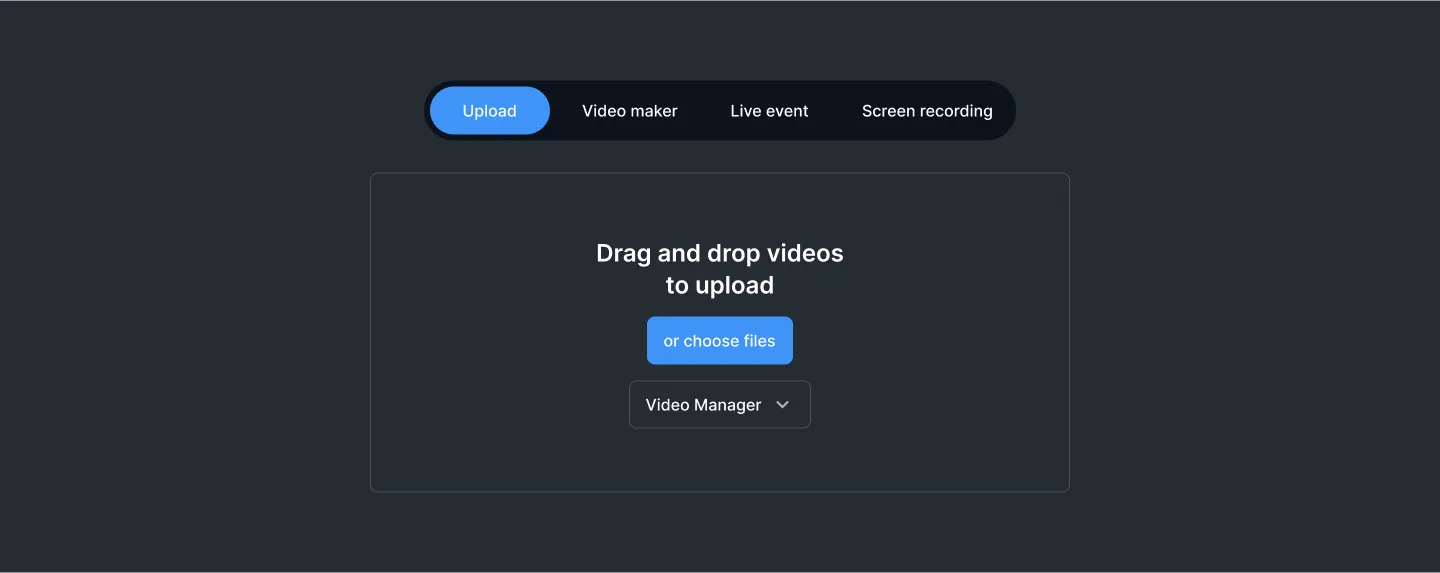 Upload Video maker Live event Screen recording
Drag and drop videos
to upload
or choose files
Video Manager